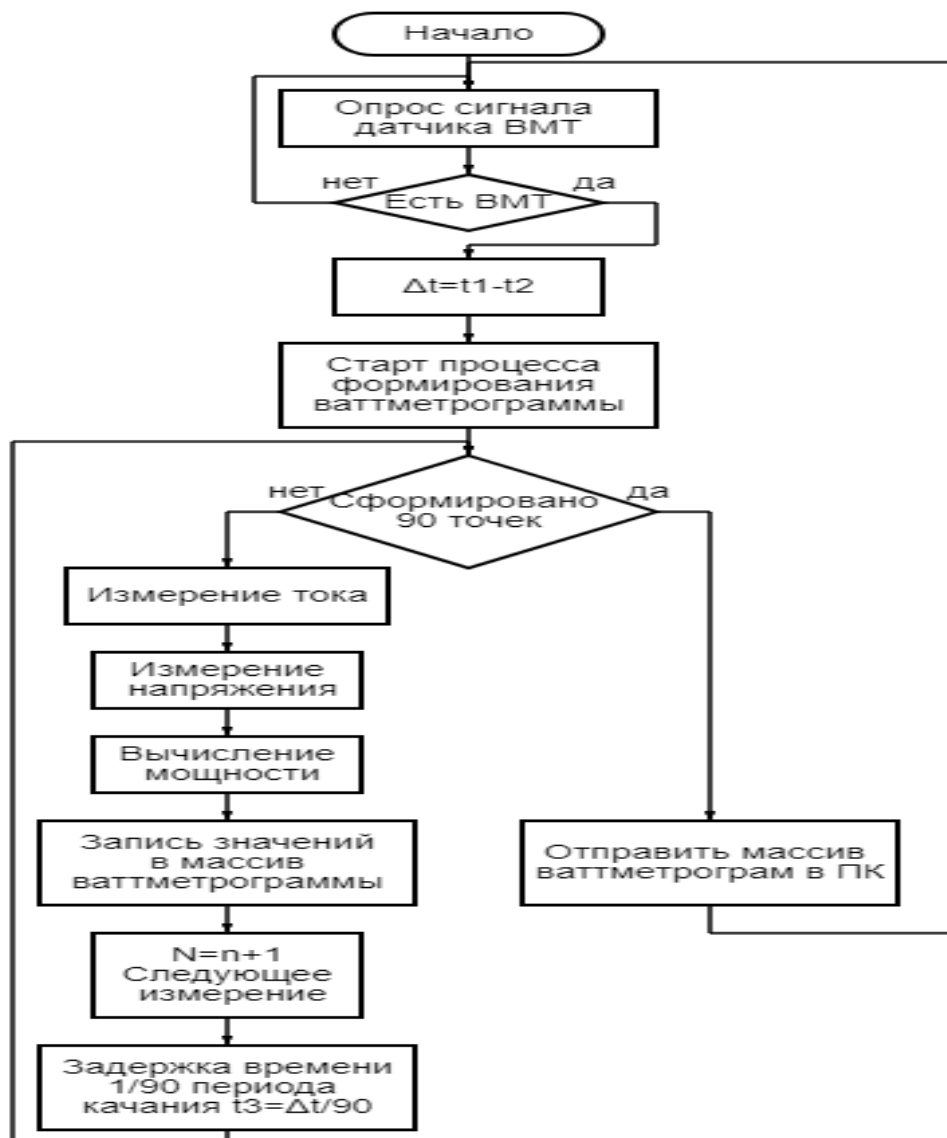 Начало
Опрос сигнала
датчика ВМТ
нет
да
Есть ВМТ
Δt=t1-t2
Старт процесса
формирования
ваттметрограммы
нет
да
Сформировано
90 точек
Измерение тока
Измерение
напряжения
Вычисление
мощности
Запись значений
в массив
ваттметрограммы
Отправить массив
ваттметрограм в ПК
N=n+1
Следующее
измерение
Задержка времени
1/90 периода
качания t3=Δt/90